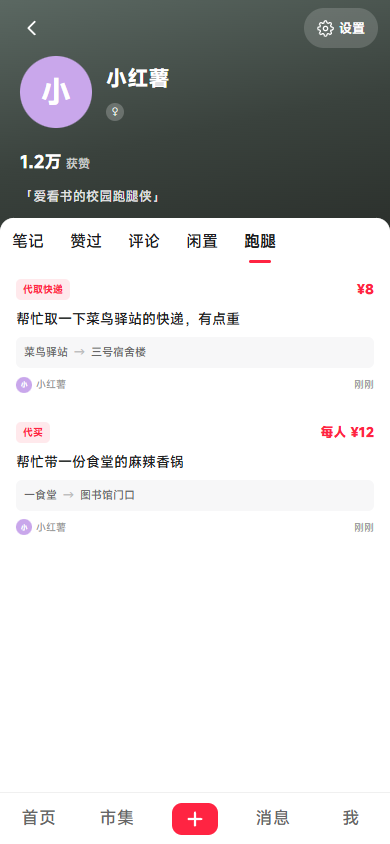 设置
小
小红薯
♀
1.2万 获赞
「爱看书的校园跑腿侠」
笔记 赞过 评论 闲置 跑腿
代取快递 ¥8
帮忙取一下菜鸟驿站的快递，有点重
菜鸟驿站 → 三号宿舍楼
小 小红薯 刚刚
代买 每人 ¥12
帮忙带一份食堂的麻辣香锅
一食堂 → 图书馆门口
小 小红薯 刚刚
首页 市集 + 消息 我